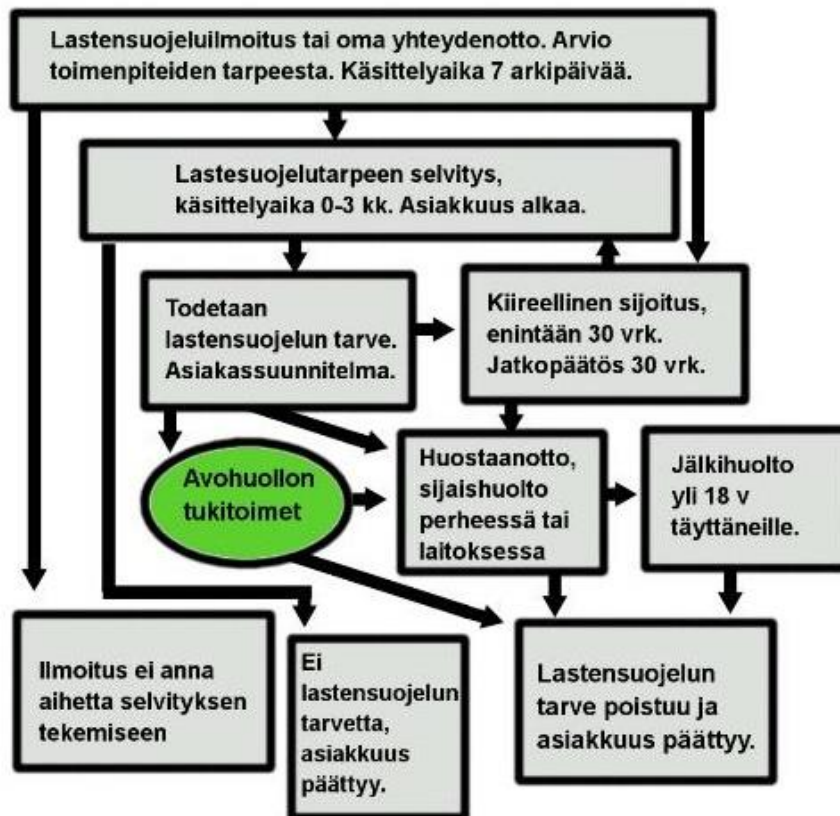 Lastensuojeluilmoitus tai oma yhteydenotto. Arvio
toimenpiteiden tarpeesta. Käsittelyaika 7 arkipäivää.
Lastesuojelutarpeen selvitys,
käsittelyaika 0-3 kk. Asiakkuus alkaa.
Todetaan
lastensuojelun tarve.
Asiakassuunnitelma.
Kiireellinen sijoitus,
enintään 30 vrk.
Jatkopäätös 30 vrk.
Avohuollon
tukitoimet
Huostaanotto,
sijaishuolto
perheessä tai
laitoksessa
Jälkihuolto
yli 18 v
täyttäneille.
Ilmoitus ei anna
aihetta selvityksen
tekemiseen
Ei
lastensuojelun
tarvetta,
asiakkuus
päättyy.
Lastensuojelun
tarve poistuu ja
asiakkuus päättyy.